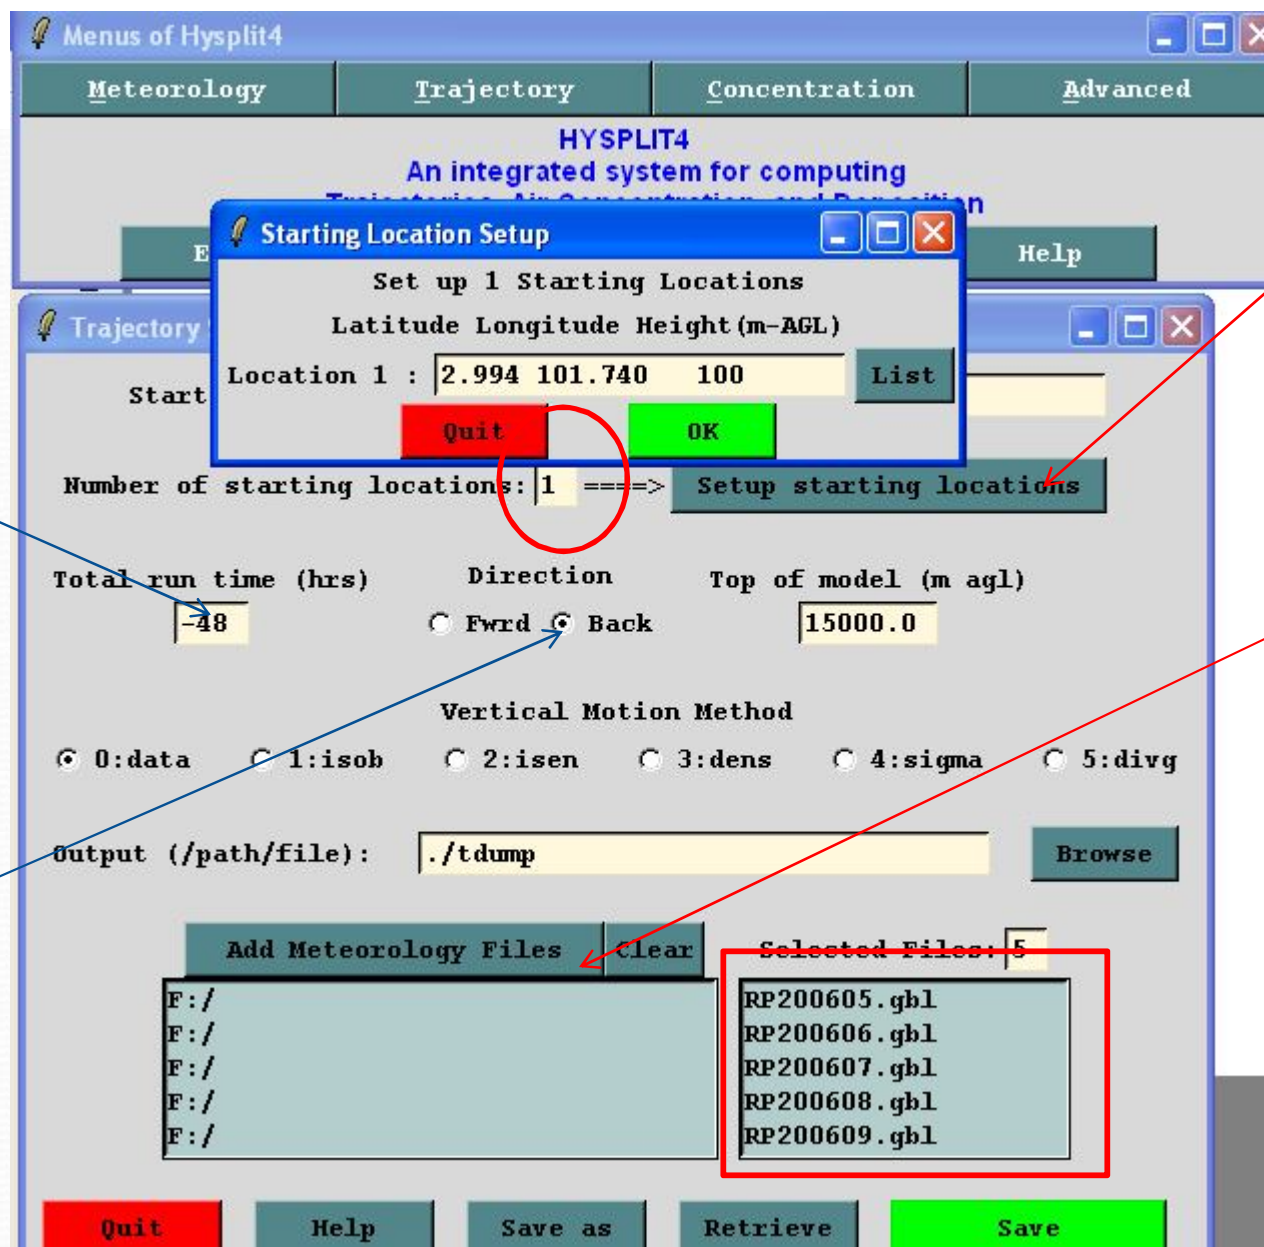 Menus of Hysplit4
Meteorology Trajectory Concentration Advanced
HYSPLIT4
An integrated system for computing
Help
Starting Location Setup
Set up 1 Starting Locations
Latitude Longitude Height(m-AGL)
Location 1 : 2.994 101.740 100 List
Quit OK
Trajectory
Start
Number of starting locations: 1 ====> Setup starting locations
Total run time (hrs) Direction Top of model (m agl)
-48 Fwrd Back 15000.0
Vertical Motion Method
0:data 1:isob 2:isen 3:dens 4:sigma 5:divg
Output (/path/file): ./tdump Browse
Add Meteorology Files Clear Selected Files: 5
F:/ RP200605.gbl
F:/ RP200606.gbl
F:/ RP200607.gbl
F:/ RP200608.gbl
F:/ RP200609.gbl
Quit Help Save as Retrieve Save